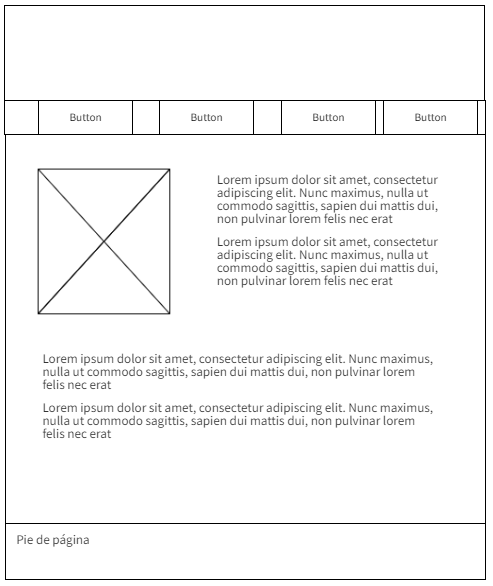 Button
Button
Button
Button
Lorem ipsum dolor sit amet, consectetur
adipiscing elit. Nunc maximus, nulla ut
commodo sagittis, sapien dui mattis dui,
non pulvinar lorem felis nec erat
Lorem ipsum dolor sit amet, consectetur
adipiscing elit. Nunc maximus, nulla ut
commodo sagittis, sapien dui mattis dui,
non pulvinar lorem felis nec erat
Lorem ipsum dolor sit amet, consectetur adipiscing elit. Nunc maximus,
nulla ut commodo sagittis, sapien dui mattis dui, non pulvinar lorem
felis nec erat
Lorem ipsum dolor sit amet, consectetur adipiscing elit. Nunc maximus,
nulla ut commodo sagittis, sapien dui mattis dui, non pulvinar lorem
felis nec erat
Pie de página